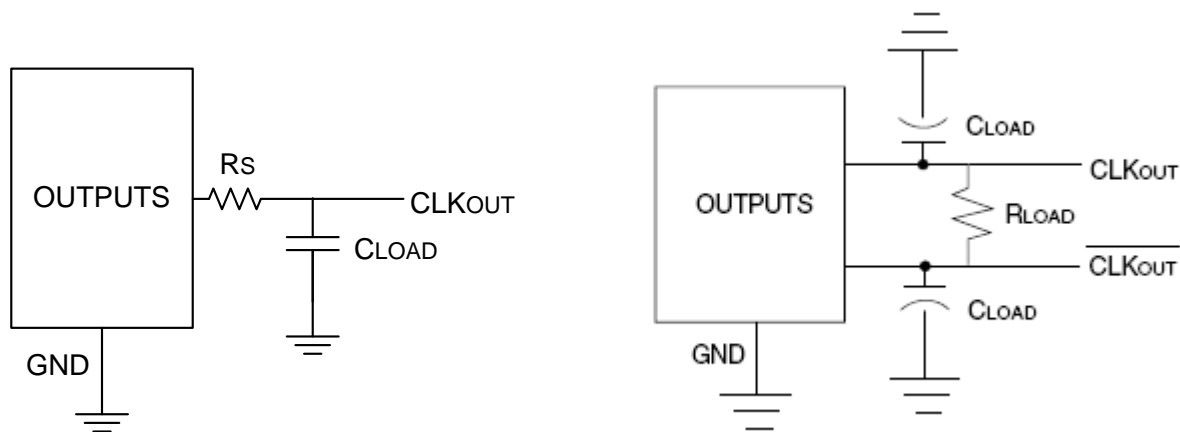 OUTPUTS
RS
CLKOUT
CLOAD
GND
CLOAD
CLKOUT
OUTPUTS
RLOAD
CLKOUT
CLOAD
GND